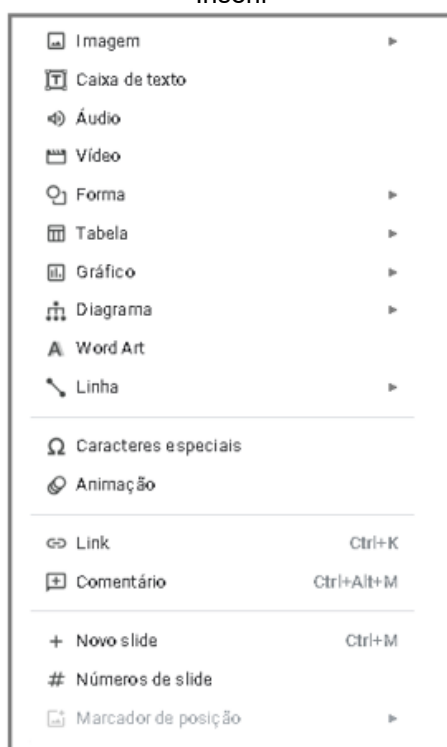 Inserir
Imagem
Caixa de texto
Áudio
Vídeo
Forma
Tabela
Gráfico
Diagrama
Word Art
Linha
Caracteres especiais
Animação
Link Ctrl+K
Comentário Ctrl+Alt+M
Novo slide Ctrl+M
Números de slide
Marcador de posição